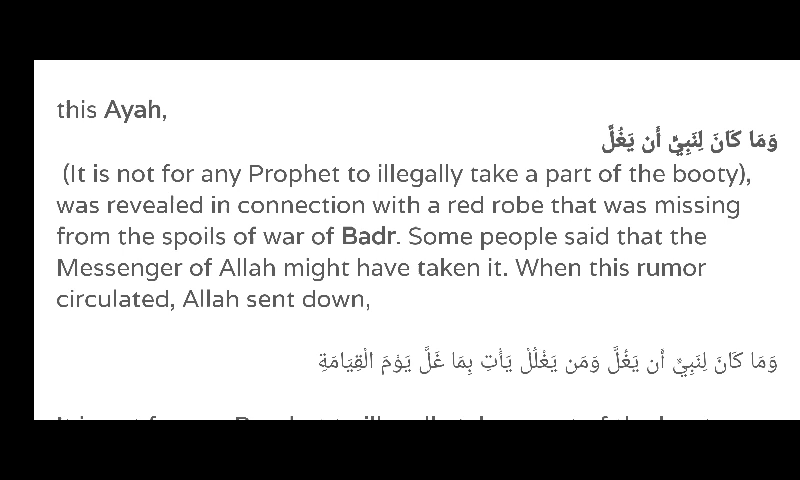 this Ayah,
وَمَا كَانَ لِنَبِيٍّ أَن يَغُلَّ
(It is not for any Prophet to illegally take a part of the booty),
was revealed in connection with a red robe that was missing
from the spoils of war of Badr. Some people said that the
Messenger of Allah might have taken it. When this rumor
circulated, Allah sent down,
وَمَا كَانَ لِنَبِيٍّ أَن يَغُلَّ وَمَن يَغْلُلْ يَأْتِ بِمَا غَلَّ يَوْمَ الْقِيَامَةِ